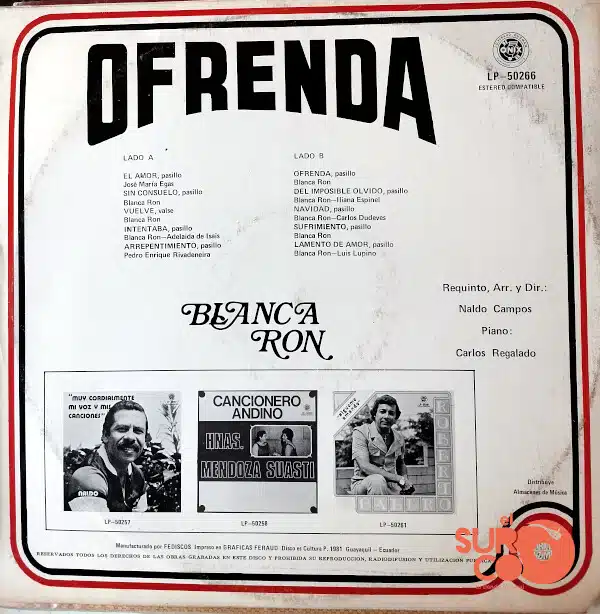 OFRENDA
ONIX
LP-50266
ESTEREO COMPATIBLE
LADO A
EL AMOR, pasillo
José María Egas
SIN CONSUELO, pasillo
Blanca Ron
VUELVE, valse
Blanca Ron
INTENTABA, pasillo
Blanca Ron-Adelaida de Isais
ARREPENTIMIENTO, pasillo
Pedro Enrique Rivadeneira
LADO B
OFRENDA, pasillo
Blanca Ron
DEL IMPOSIBLE OLVIDO, pasillo
Blanca Ron-Iliana Espinel
NAVIDAD, pasillo
Blanca Ron-Carlos Dudeves
SUFRIMIENTO, pasillo
Blanca Ron
LAMENTO DE AMOR, pasillo
Blanca Ron-Luis Lupino
Requinto, Arr. y Dir.:
Naldo Campos
Piano:
Carlos Regalado
BLANCA
RON
"MUY CORDIALMENTE
MI VOZ Y MIS
CANCIONES"
NALDO
LP-50257
CANCIONERO
ANDINO
HNAS.
MENDOZA SUASTI
LP-50258
ROBERTO
LP-50261
Distribuye
Almacenes de Música
Manufacturado por FEDISCOS Impreso en GRAFICAS FERAUD Disco es Cultura P. 1981 Guayaquil - Ecuador
RESERVADOS TODOS LOS DERECHOS DE LAS OBRAS GRABADAS EN ESTE DISCO Y PROHIBIDA SU REPRODUCCION, RADIODIFUSION Y UTILIZACION
el
SUR